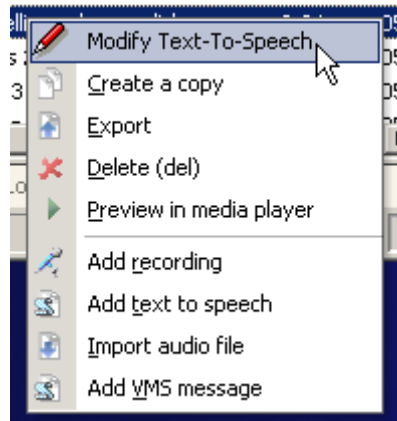 Modify Text-To-Speech
Create a copy
Export
Delete (del)
Preview in media player
Add recording
Add text to speech
Import audio file
Add VMS message